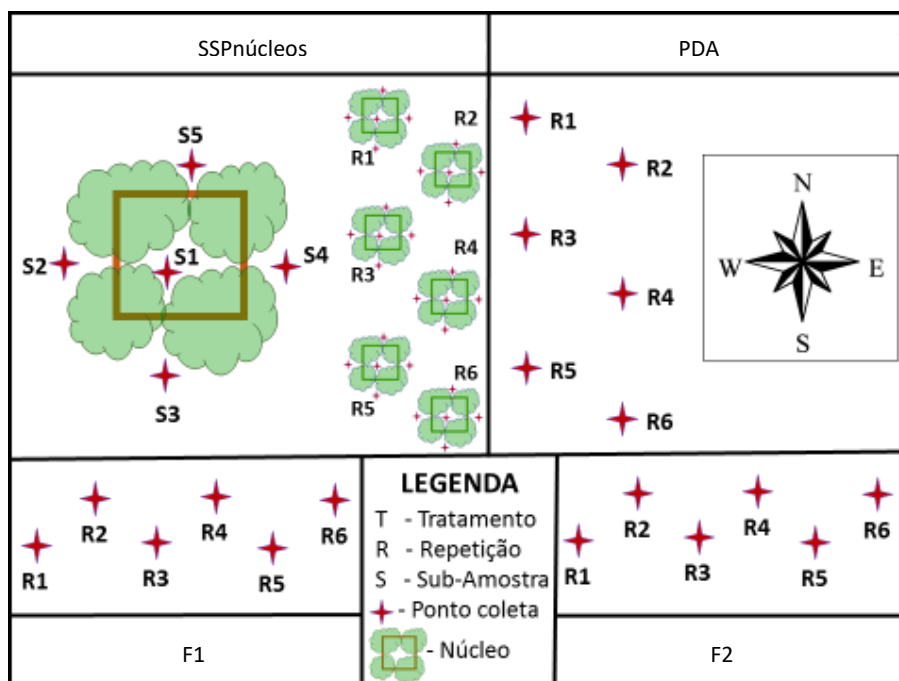 SSPnúcleos
PDA
S5
S2
S1
S4
S3
R1
R2
R3
R4
R5
R6
R1
R2
R3
R4
R5
R6
N
W
E
S
R1
R2
R3
R4
R5
R6
F1
LEGENDA
T - Tratamento
R - Repetição
S - Sub-Amostra
- Ponto coleta
- Núcleo
R1
R2
R3
R4
R5
R6
F2